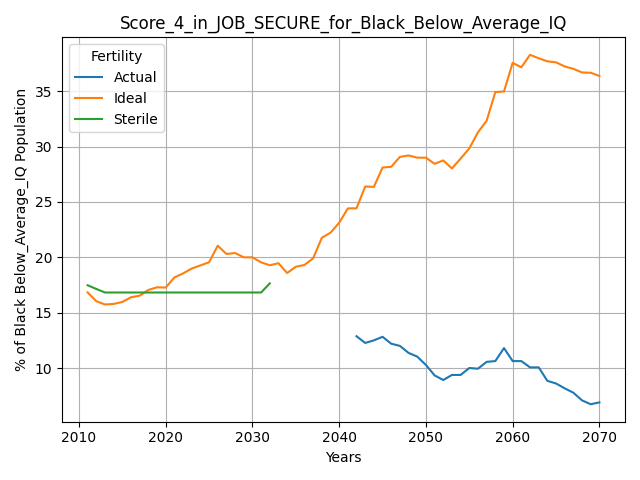 Score_4_in_JOB_SECURE_for_Black_Below_Average_IQ
Fertility
Actual
Ideal
Sterile
% of Black Below_Average_IQ Population
35
30
25
20
15
10
2010 2020 2030 2040 2050 2060 2070
Years